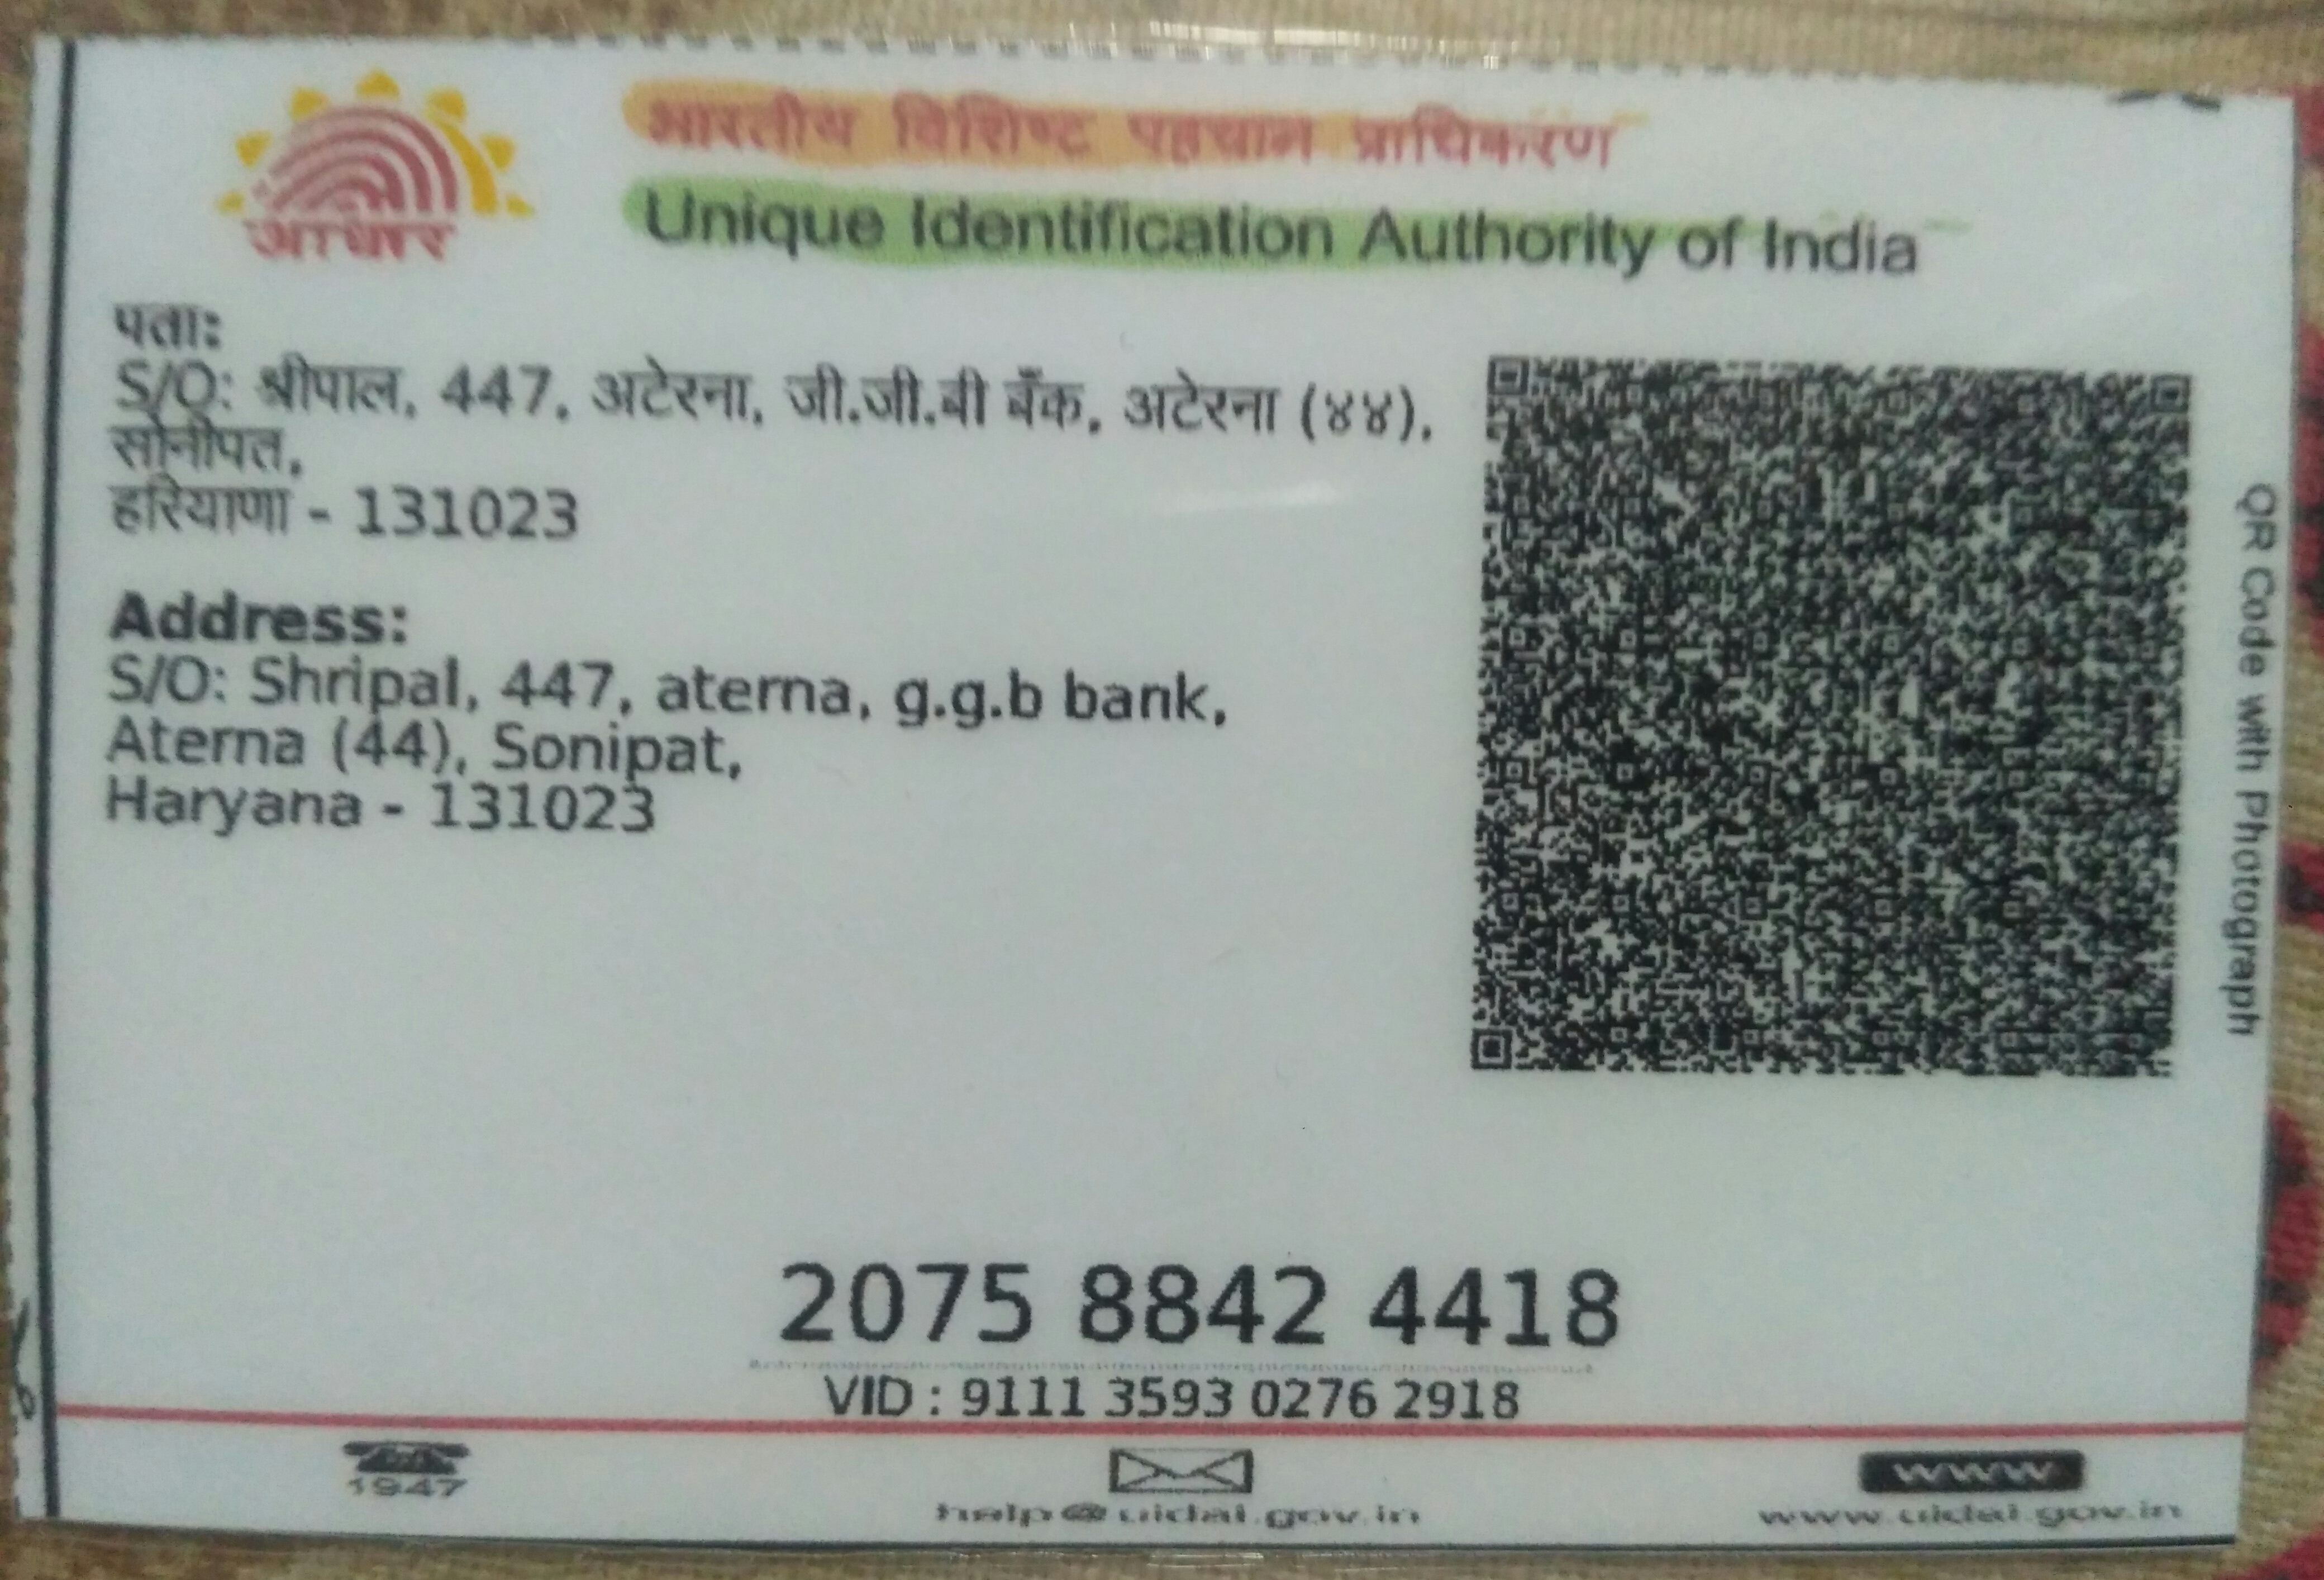 आधार
भारतीय विशिष्ट पहचान प्राधिकरण
Unique Identification Authority of India
पता:
S/O: श्रीपाल, 447, अटेरना, जी.जी.बी बैंक, अटेरना (४४),
सोनीपत,
हरियाणा - 131023
Address:
S/O: Shripal, 447, aterna, g.g.b bank,
Aterna (44), Sonipat,
Haryana - 131023
QR Code with Photograph
2075 8842 4418
VID : 9111 3593 0276 2918
1947
help@uidai.gov.in
www
www.uidai.gov.in